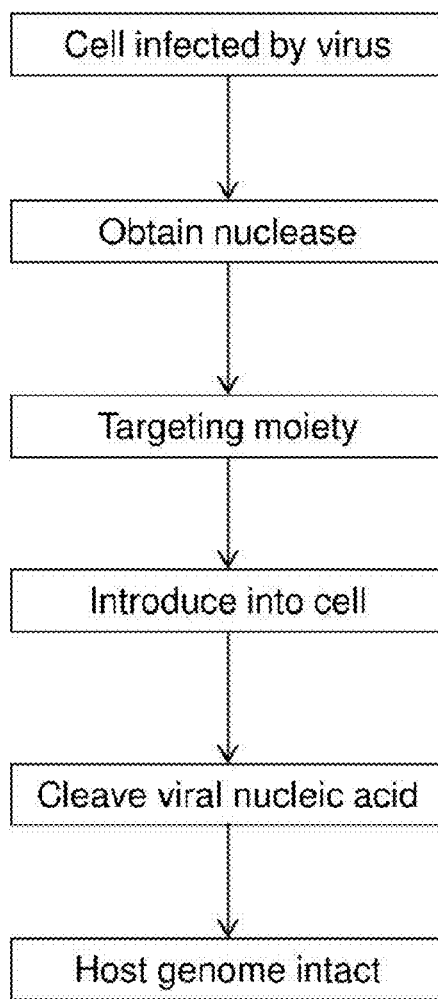 Cell infected by virus
Obtain nuclease
Targeting moiety
Introduce into cell
Cleave viral nucleic acid
Host genome intact